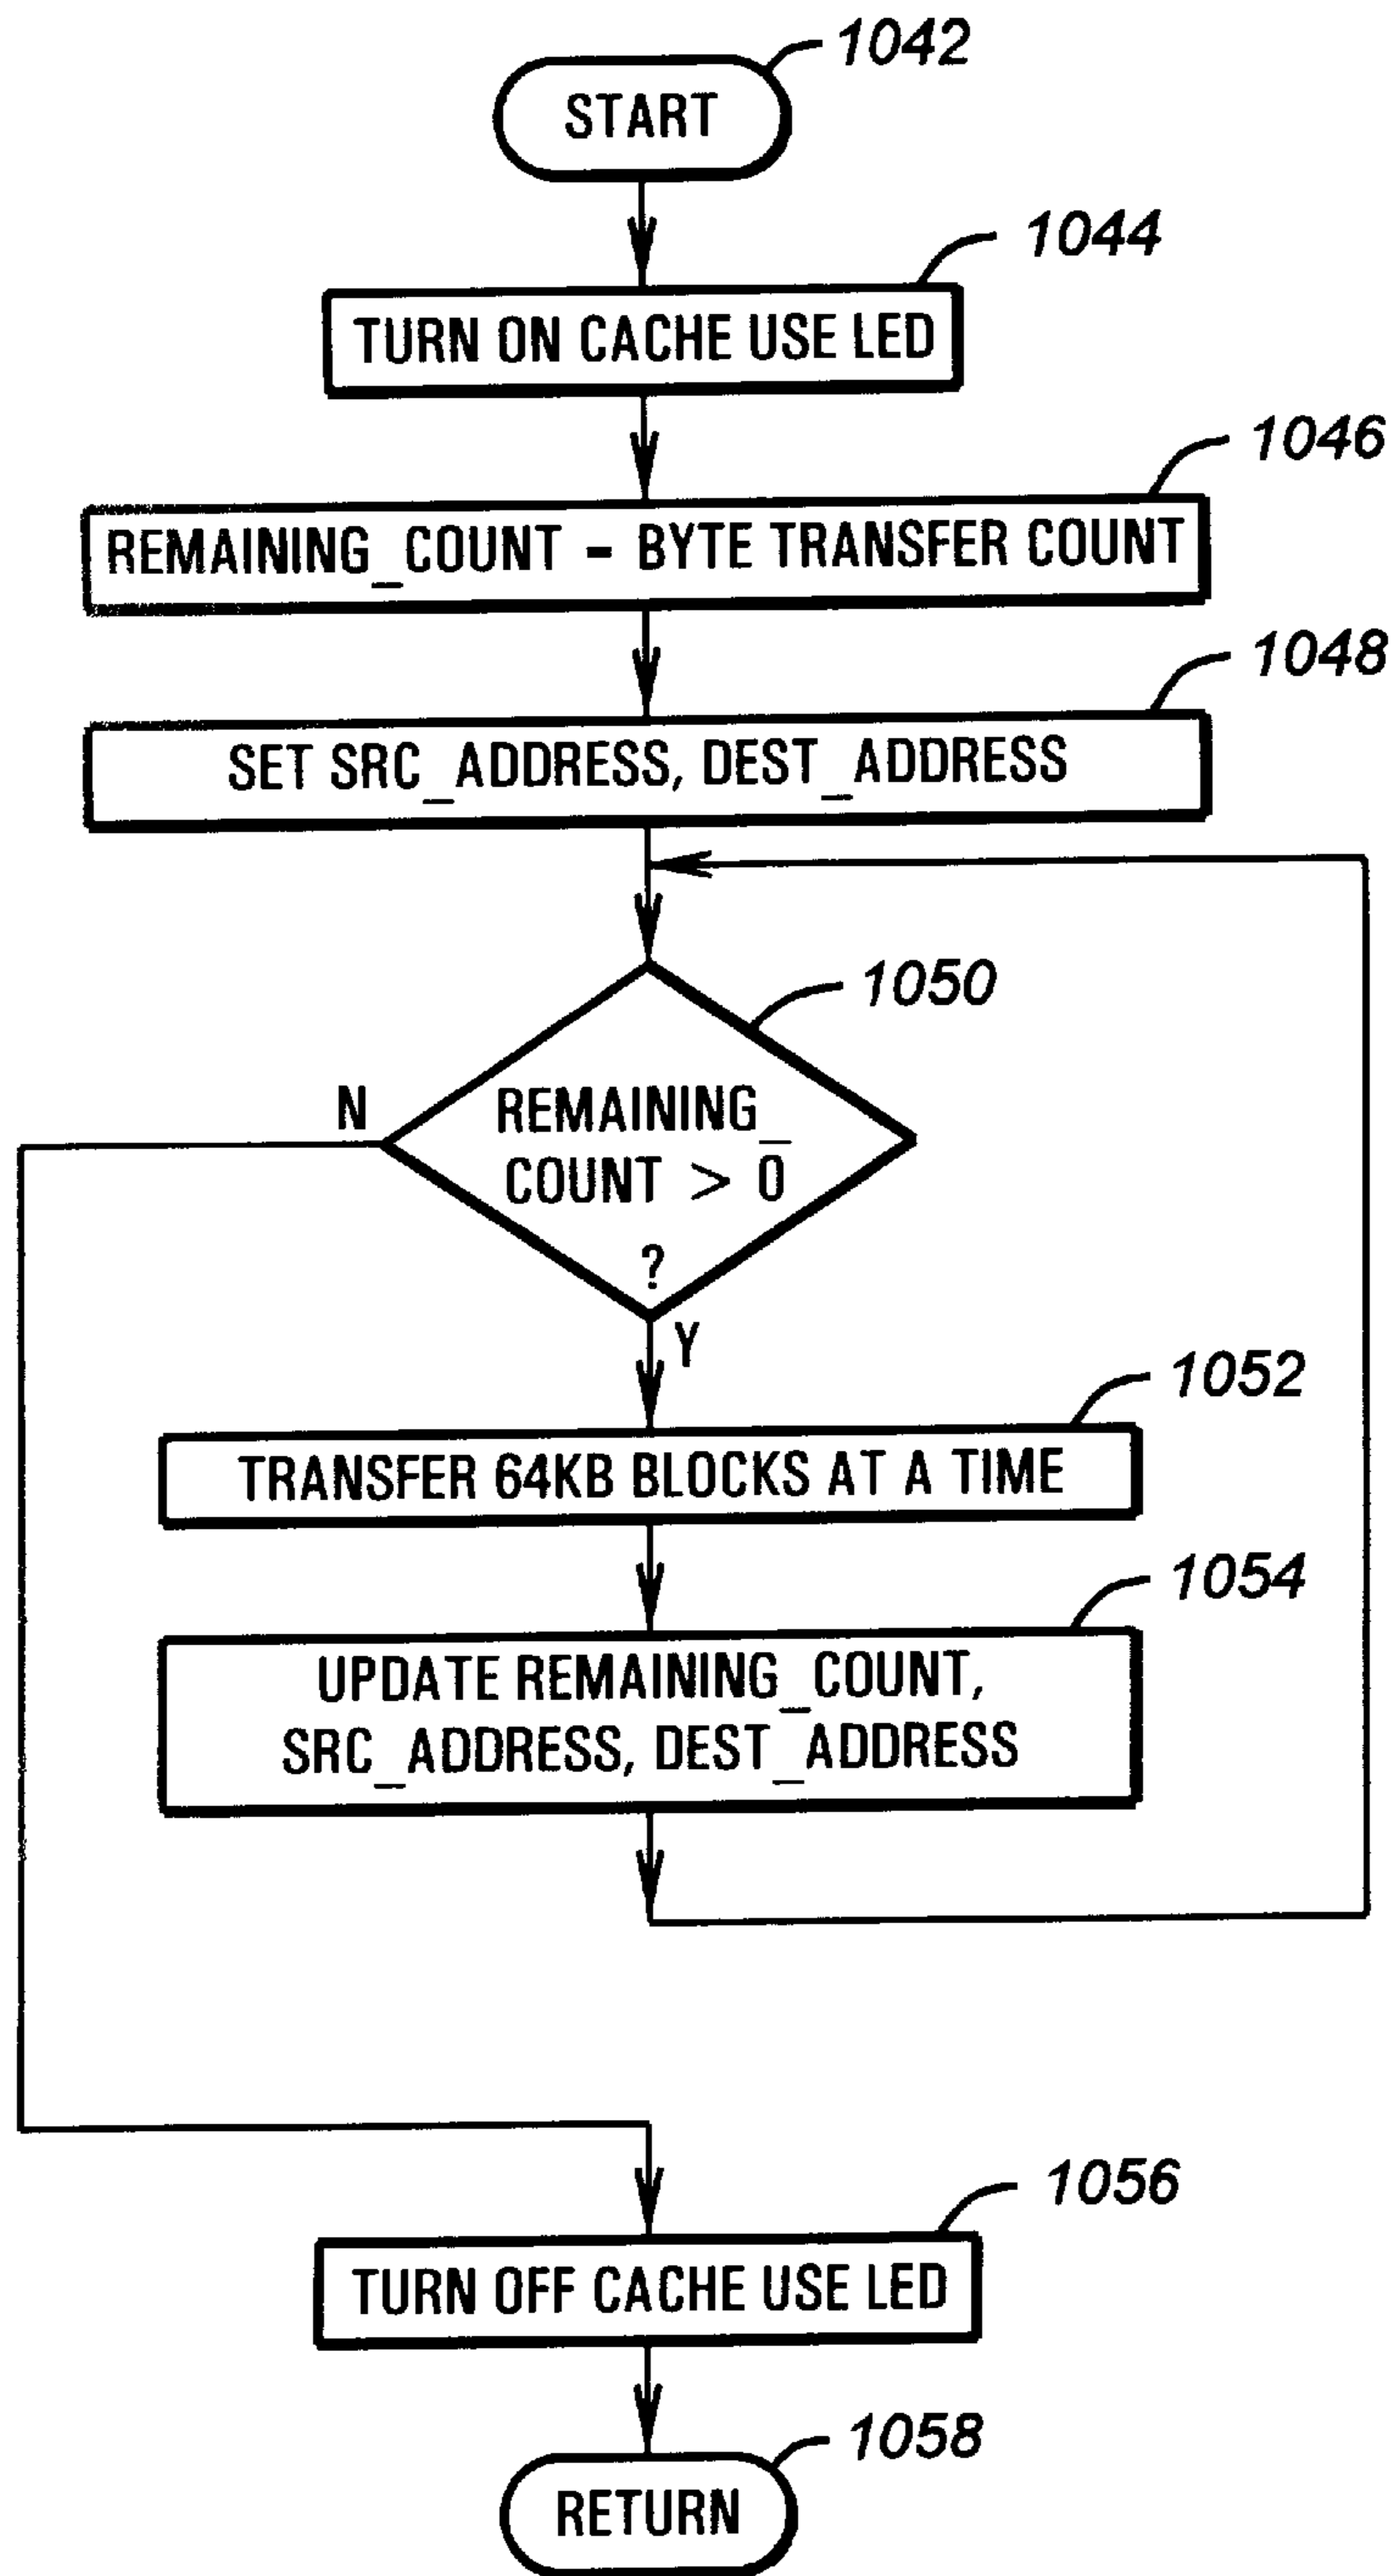 1042
START
1044
TURN ON CACHE USE LED
1046
REMAINING_COUNT - BYTE TRANSFER COUNT
1048
SET SRC_ADDRESS, DEST_ADDRESS
1050
N
REMAINING_
COUNT > 0
?
Y
1052
TRANSFER 64KB BLOCKS AT A TIME
1054
UPDATE REMAINING_COUNT,
SRC_ADDRESS, DEST_ADDRESS
1056
TURN OFF CACHE USE LED
1058
RETURN